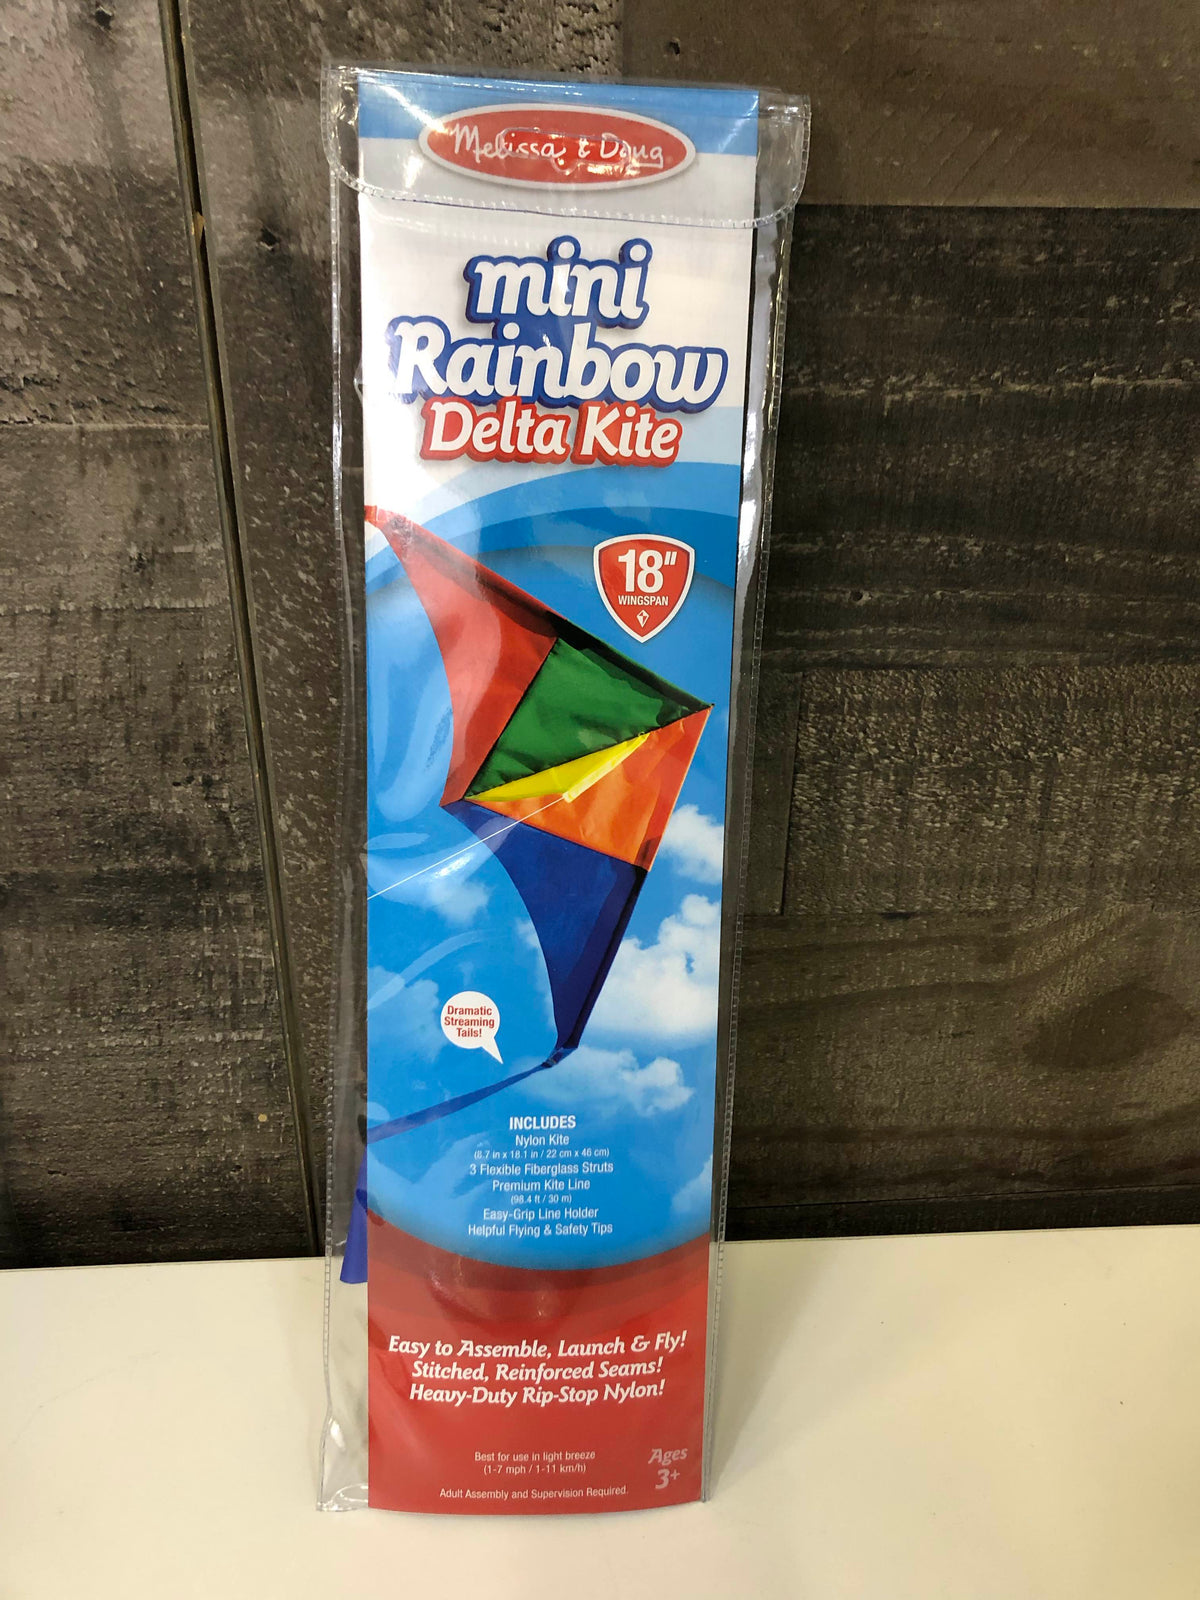 Melissa & Doug
mini
Rainbow
Delta Kite
18"
WINGSPAN
Dramatic
Streaming
Tails!
INCLUDES
Nylon Kite
(8.7 in x 18.1 in / 22 cm x 46 cm)
3 Flexible Fiberglass Struts
Premium Kite Line
(98.4 ft / 30 m)
Easy-Grip Line Holder
Helpful Flying & Safety Tips
Easy to Assemble, Launch & Fly!
Stitched, Reinforced Seams!
Heavy-Duty Rip-Stop Nylon!
Best for use in light breeze
(1-7 mph / 1-11 km/h)
Ages
3+
Adult Assembly and Supervision Required.